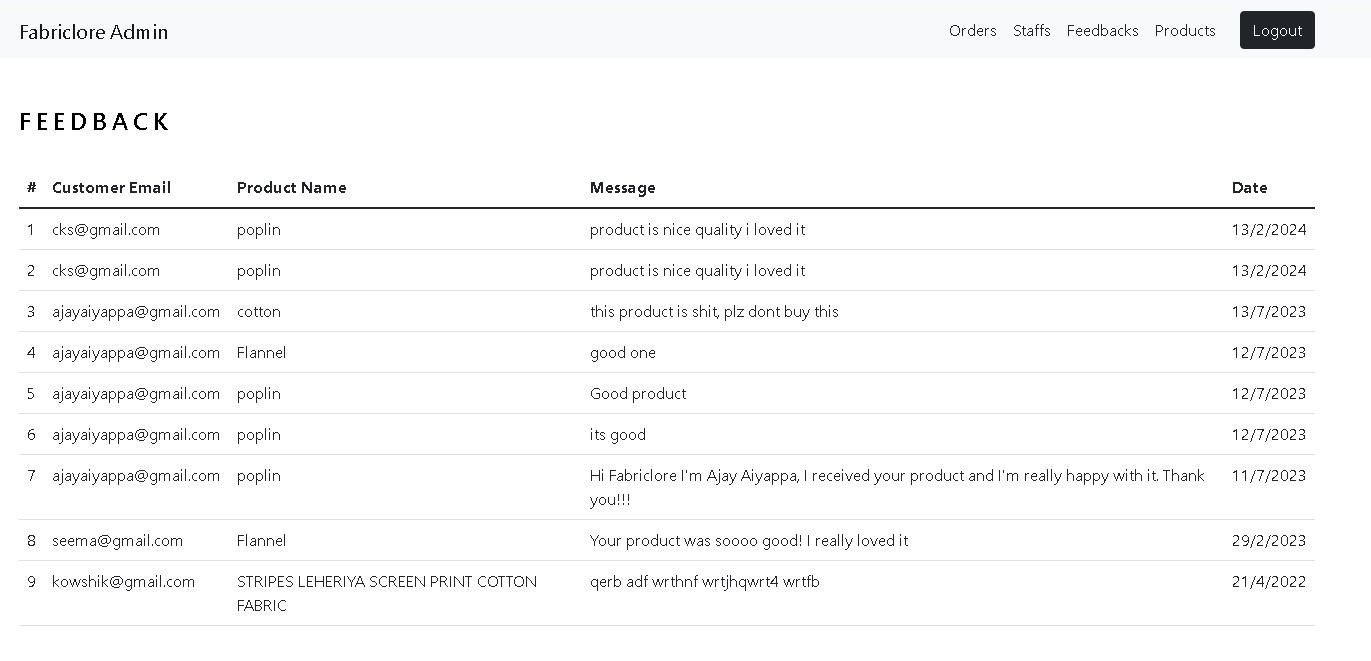 Fabriclore Admin Orders Staffs Feedbacks Products Logout
FEEDBACK
# Customer Email Product Name Message Date
1 cks@gmail.com poplin product is nice quality i loved it 13/2/2024
2 cks@gmail.com poplin product is nice quality i loved it 13/2/2024
3 ajayaiyappa@gmail.com cotton this product is shit, plz dont buy this 13/7/2023
4 ajayaiyappa@gmail.com Flannel good one 12/7/2023
5 ajayaiyappa@gmail.com poplin Good product 12/7/2023
6 ajayaiyappa@gmail.com poplin its good 12/7/2023
7 ajayaiyappa@gmail.com poplin Hi Fabriclore I'm Ajay Aiyappa, I received your product and I'm really happy with it. Thank 11/7/2023
you!!!
8 seema@gmail.com Flannel Your product was soooo good! I really loved it 29/2/2023
9 kowshik@gmail.com STRIPES LEHERIYA SCREEN PRINT COTTON qerb adf wrthnf wrtjhqwrt4 wrtfb 21/4/2022
FABRIC